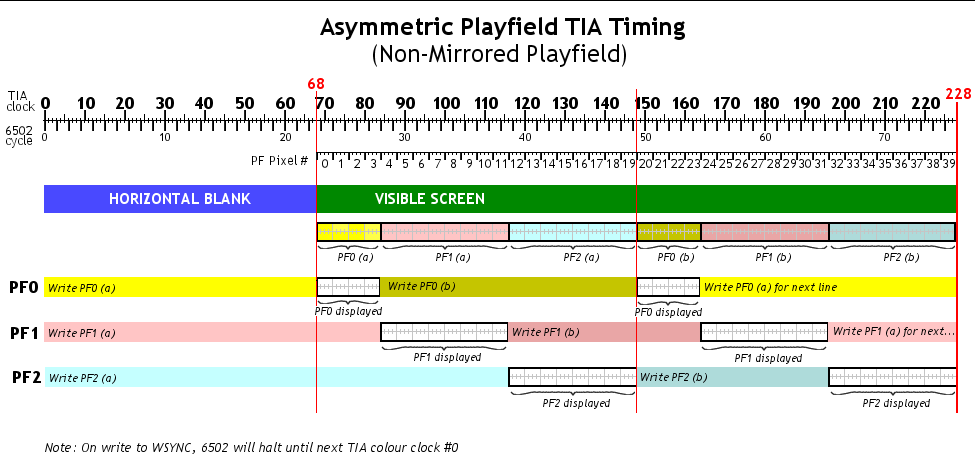 Asymmetric Playfield TIA Timing
(Non-Mirrored Playfield)
68
228
TIA clock 0 10 20 30 40 50 60 70 80 90 100 110 120 130 140 150 160 170 180 190 200 210 220
6502 cycle 0 10 20 30 40 50 60 70
PF Pixel # 0 1 2 3 4 5 6 7 8 9 10 11 12 13 14 15 16 17 18 19 20 21 22 23 24 25 26 27 28 29 30 31 32 33 34 35 36 37 38 39
HORIZONTAL BLANK VISIBLE SCREEN
PF0 (a) PF1 (a) PF2 (a) PF0 (b) PF1 (b) PF2 (b)
PF0 Write PF0 (a) Write PF0 (b) Write PF0 (a) for next line
PF0 displayed PF0 displayed
PF1 Write PF1 (a) Write PF1 (b) Write PF1 (a) for next...
PF1 displayed PF1 displayed
PF2 Write PF2 (a) Write PF2 (b)
PF2 displayed PF2 displayed
Note: On write to WSYNC, 6502 will halt until next TIA colour clock #0